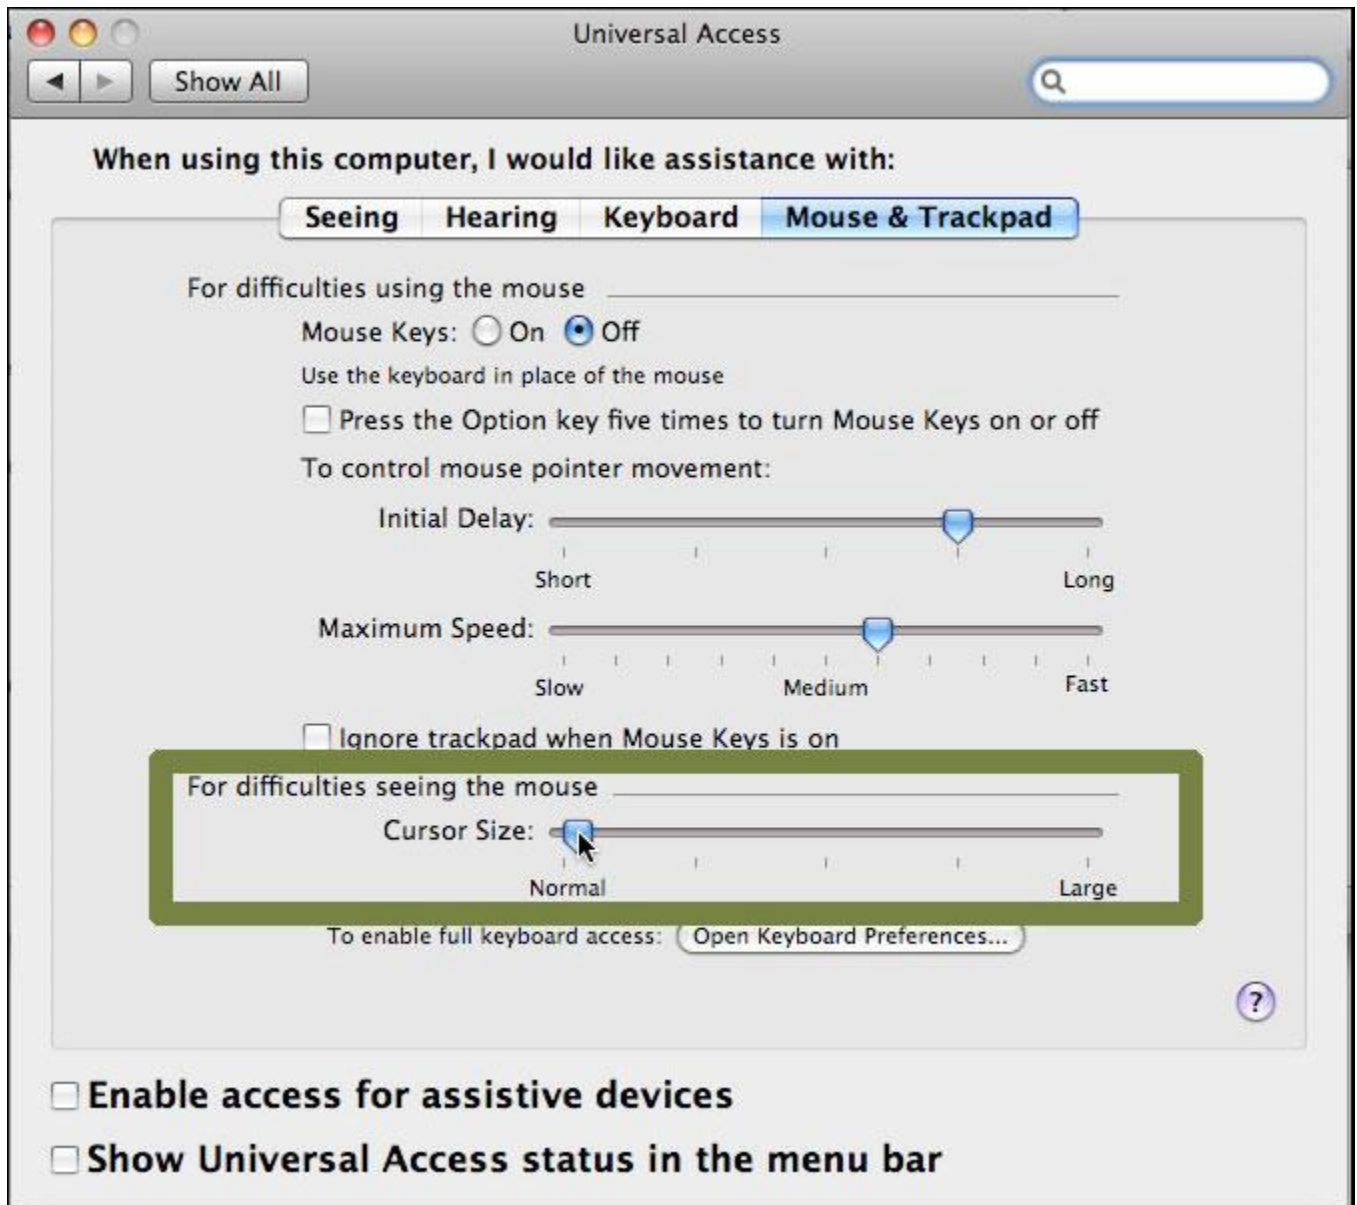 Universal Access
Show All
When using this computer, I would like assistance with:
Seeing Hearing Keyboard Mouse & Trackpad
For difficulties using the mouse
Mouse Keys: On Off
Use the keyboard in place of the mouse
Press the Option key five times to turn Mouse Keys on or off
To control mouse pointer movement:
Initial Delay:
Short Long
Maximum Speed:
Slow Medium Fast
Ignore trackpad when Mouse Keys is on
For difficulties seeing the mouse
Cursor Size:
Normal Large
To enable full keyboard access: Open Keyboard Preferences...
?
Enable access for assistive devices
Show Universal Access status in the menu bar